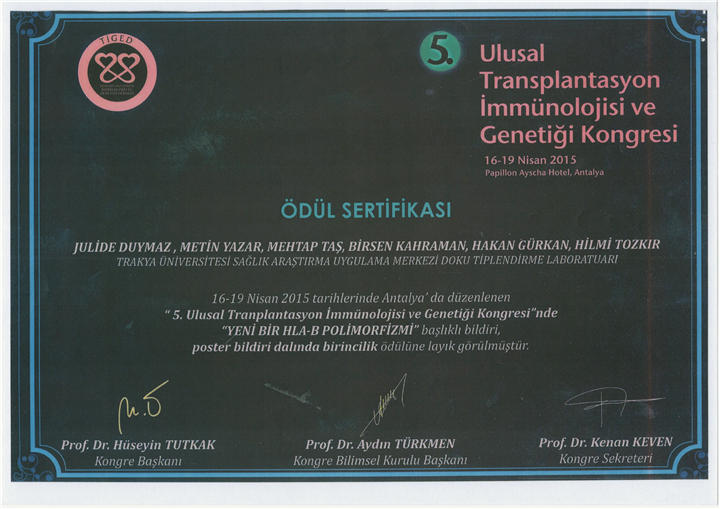 TİGED
5.
Ulusal
Transplantasyon
İmmünolojisi ve
Genetiği Kongresi
16-19 Nisan 2015
Papillon Ayscha Hotel, Antalya
ÖDÜL SERTİFİKASI
JULİDE DUYMAZ , METİN YAZAR, MEHTAP TAŞ, BİRSEN KAHRAMAN, HAKAN GÜRKAN, HİLMİ TOZKIR
TRAKYA ÜNİVERSİTESİ SAĞLIK ARAŞTIRMA UYGULAMA MERKEZİ DOKU TİPLENDİRME LABORATUARI
16-19 Nisan 2015 tarihlerinde Antalya’ da düzenlenen
“ 5. Ulusal Tranplantasyon İmmünolojisi ve Genetiği Kongresi”nde
“YENİ BİR HLA-B POLİMORFİZMİ” başlıklı bildiri,
poster bildiri dalında birincilik ödülüne layık görülmüştür.
Prof. Dr. Hüseyin TUTKAK
Kongre Başkanı
Prof. Dr. Aydın TÜRKMEN
Kongre Bilimsel Kurulu Başkanı
Prof. Dr. Kenan KEVEN
Kongre Sekreteri